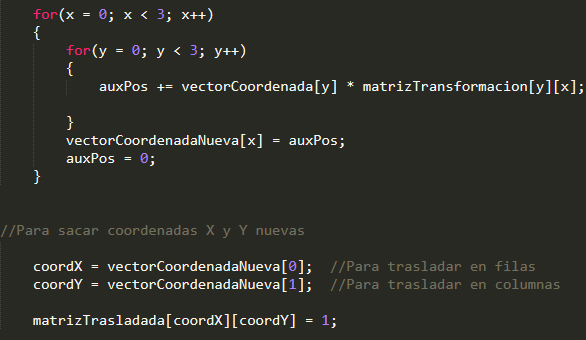 for(x = 0; x < 3; x++)
{
for(y = 0; y < 3; y++)
{
auxPos += vectorCoordenada[y] * matrizTransformacion[y][x];
}
vectorCoordenadaNueva[x] = auxPos;
auxPos = 0;
}
//Para sacar coordenadas X y Y nuevas
coordX = vectorCoordenadaNueva[0];  //Para trasladar en filas
coordY = vectorCoordenadaNueva[1];  //Para trasladar en columnas
matrizTrasladada[coordX][coordY] = 1;